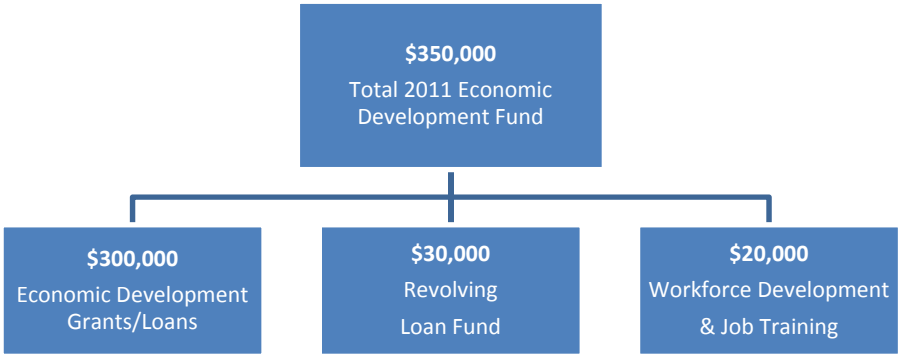 $350,000
Total 2011 Economic
Development Fund
$300,000
Economic Development
Grants/Loans
$30,000
Revolving
Loan Fund
$20,000
Workforce Development
& Job Training